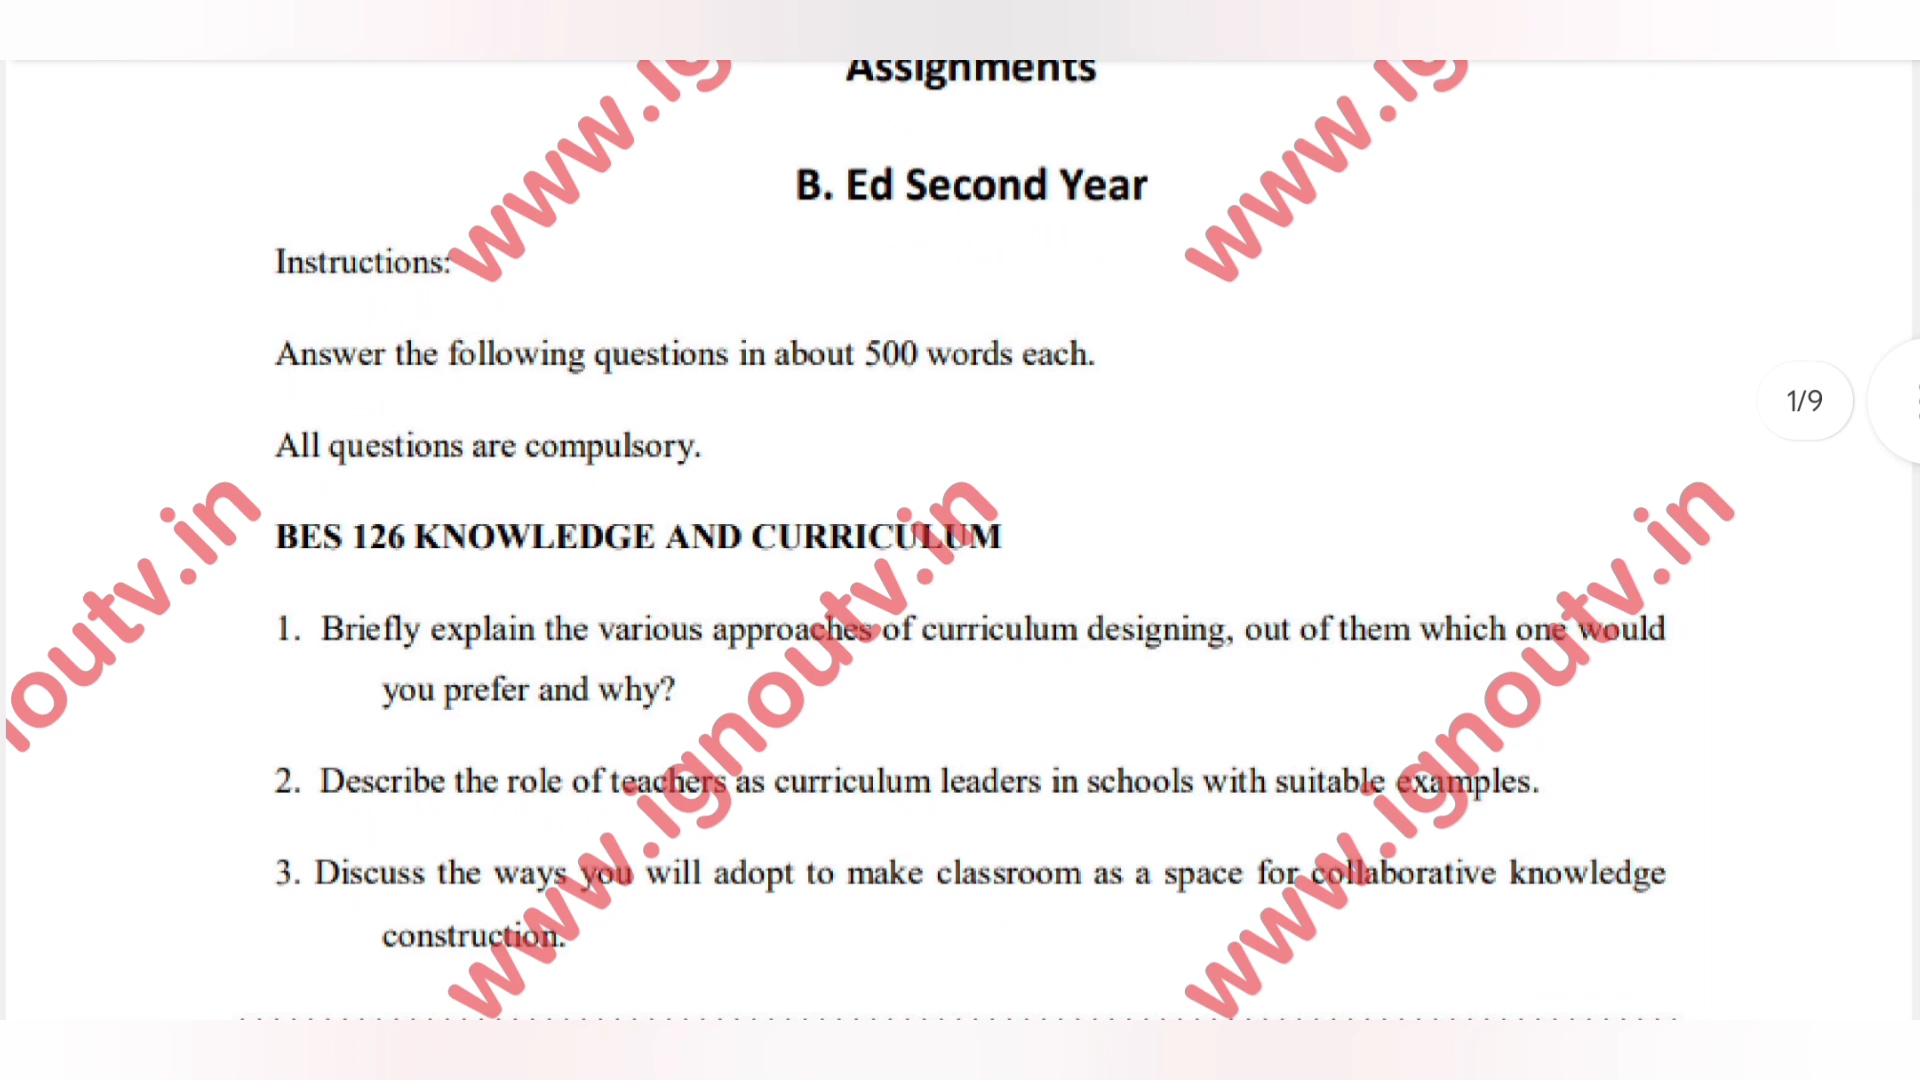 Assignments
B. Ed Second Year
Instructions:
Answer the following questions in about 500 words each.
All questions are compulsory.
1/9
BES 126 KNOWLEDGE AND CURRICULUM
1. Briefly explain the various approaches of curriculum designing, out of them which one would
you prefer and why?
2. Describe the role of teachers as curriculum leaders in schools with suitable examples.
3. Discuss the ways you will adopt to make classroom as a space for collaborative knowledge
construction.
www.ig
www.ig
noutv.in
www.ignoutv.in
www.ignoutv.in